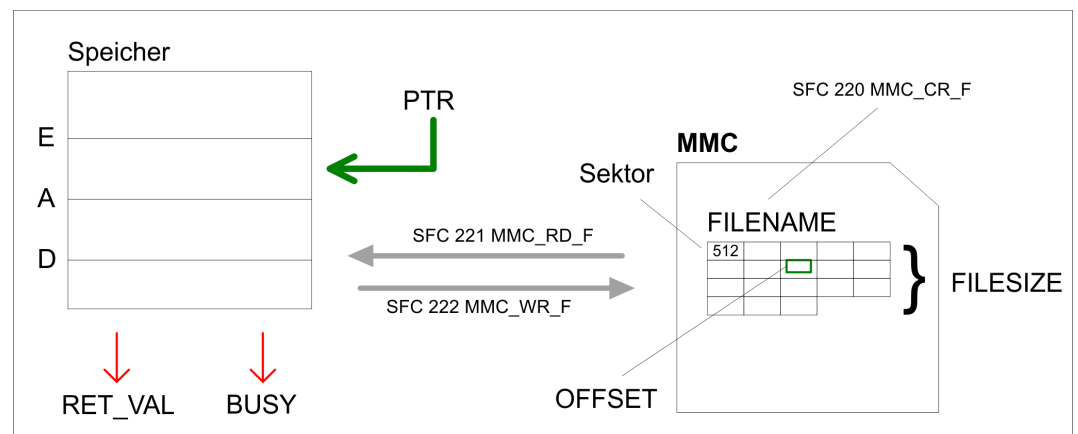 Speicher
PTR
E
A
D
RET_VAL
BUSY
SFC 221 MMC_RD_F
SFC 222 MMC_WR_F
SFC 220 MMC_CR_F
MMC
Sektor
FILENAME
512
FILESIZE
OFFSET